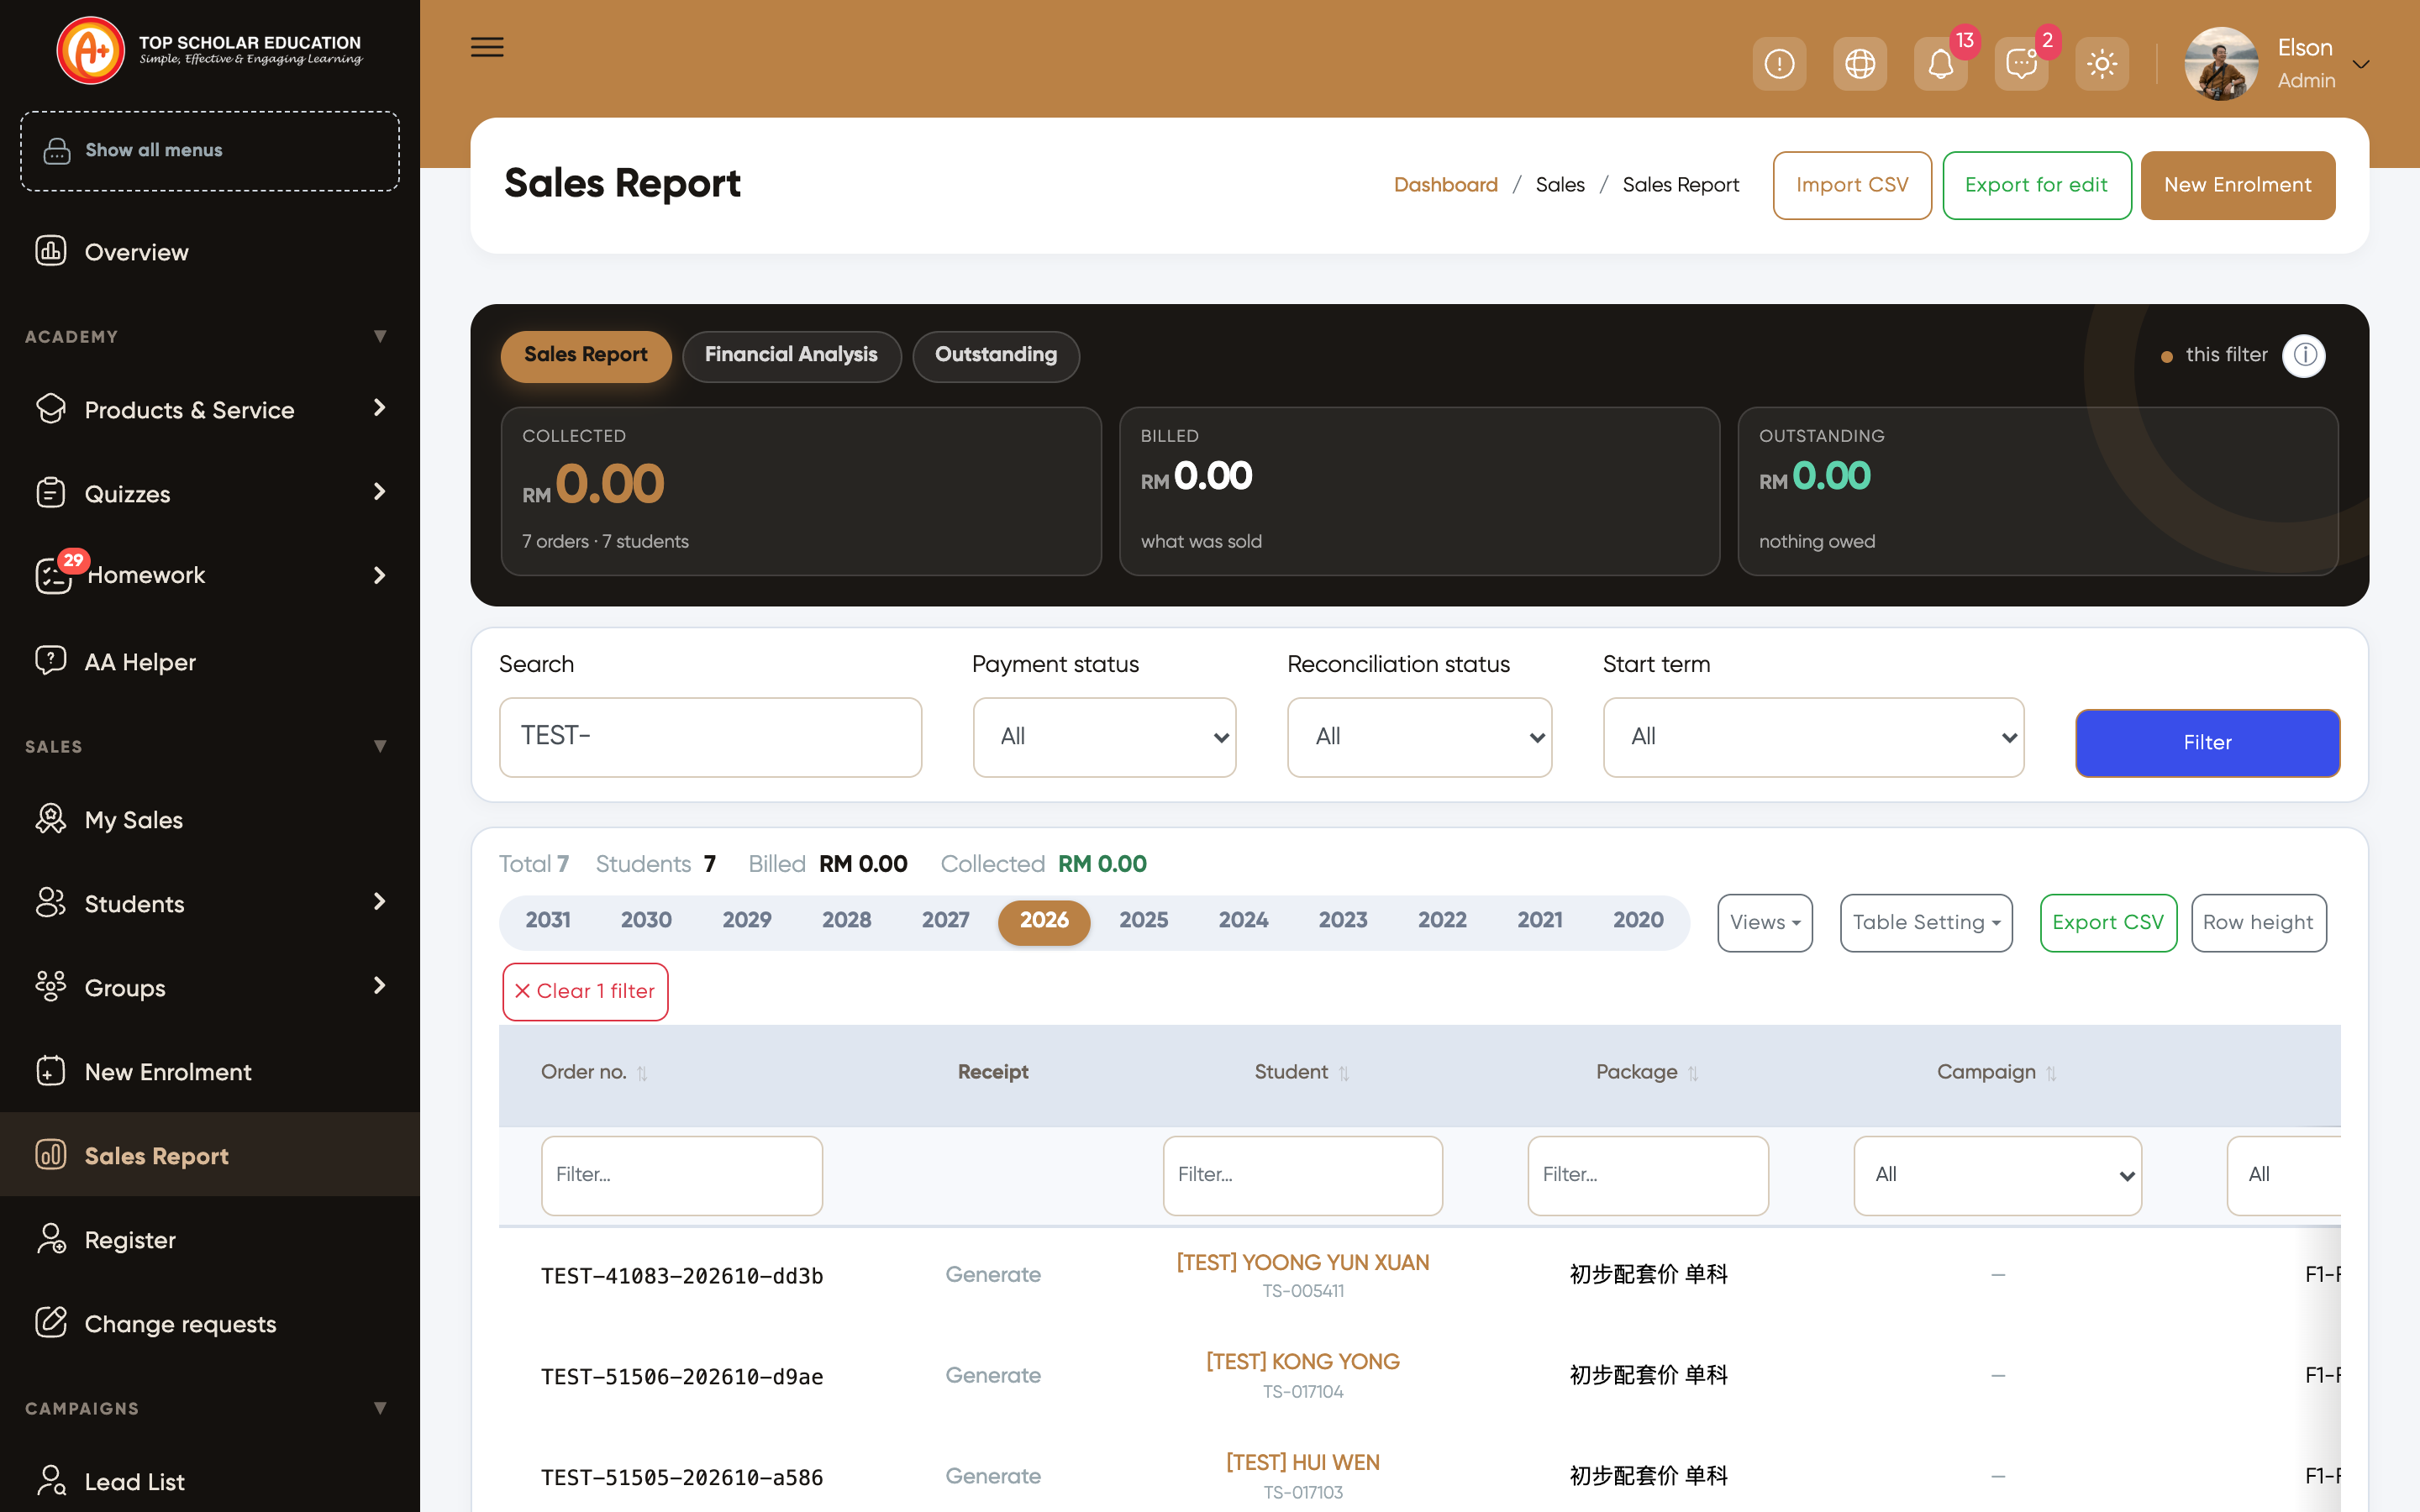 A+ TOP SCHOLAR EDUCATION
Simple, Effective & Engaging Learning
Show all menus
Overview
ACADEMY
Products & Service
Quizzes
29
Homework
AA Helper
SALES
My Sales
Students
Groups
New Enrolment
Sales Report
Register
Change requests
CAMPAIGNS
Lead List
13
2
Elson
Admin
Sales Report
Dashboard / Sales / Sales Report
Import CSV
Export for edit
New Enrolment
Sales Report
Financial Analysis
Outstanding
this filter
COLLECTED
RM 0.00
7 orders · 7 students
BILLED
RM 0.00
what was sold
OUTSTANDING
RM 0.00
nothing owed
Search
Payment status
Reconciliation status
Start term
TEST-
All
All
All
Filter
Total 7 Students 7 Billed RM 0.00 Collected RM 0.00
2031 2030 2029 2028 2027 2026 2025 2024 2023 2022 2021 2020
Views
Table Setting
Export CSV
Row height
× Clear 1 filter
Order no. Receipt Student Package Campaign
Filter... Filter... Filter... All All
TEST-41083-202610-dd3b Generate [TEST] YOONG YUN XUAN 初步配套价 单科 — F1-F
TS-005411
TEST-51506-202610-d9ae Generate [TEST] KONG YONG 初步配套价 单科 — F1-F
TS-017104
TEST-51505-202610-a586 Generate [TEST] HUI WEN 初步配套价 单科 — F1-F
TS-017103